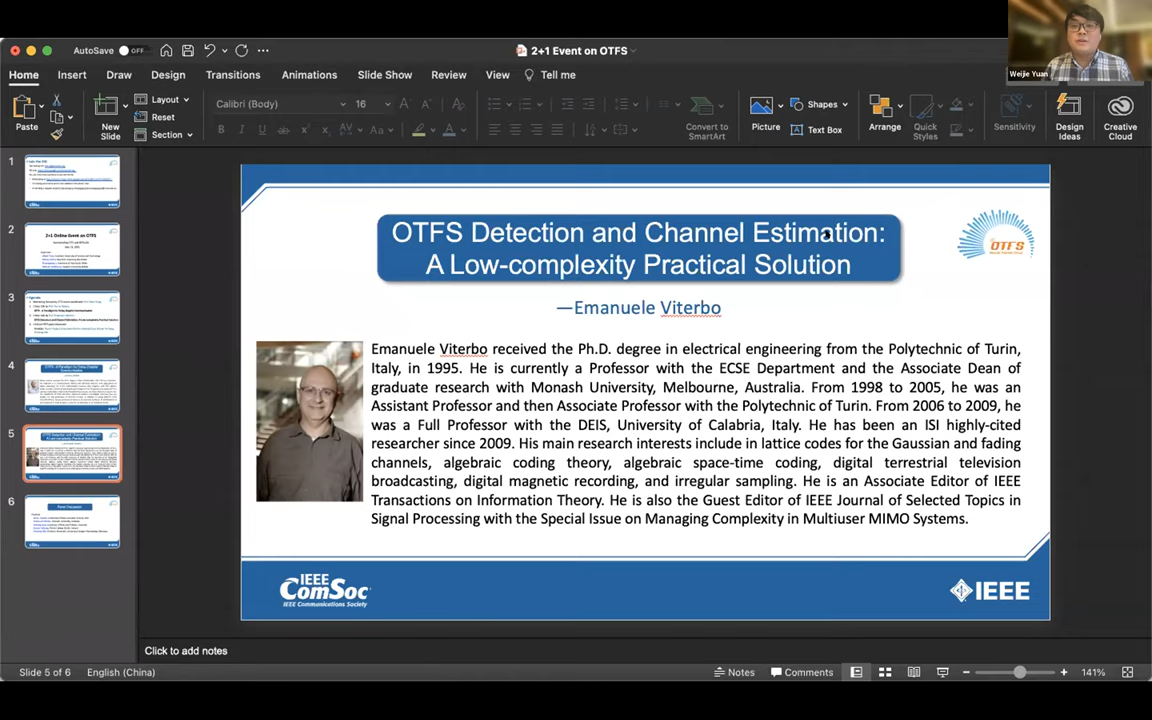 Weijie Yuan
AutoSave OFF
2+1 Event on OTFS
Home Insert Draw Design Transitions Animations Slide Show Review View Tell me
Paste
New
Slide
Layout
Reset
Section
Calibri (Body) 16
Convert to
SmartArt
Picture
Shapes
Text Box
Arrange
Quick
Styles
Sensitivity
Design
Ideas
Creative
Cloud
1
2
2+1 Online Event on OTFS
3
4
5
6
OTFS Detection and Channel Estimation:
A Low-complexity Practical Solution
OTFS
—Emanuele Viterbo
Emanuele Viterbo received the Ph.D. degree in electrical engineering from the Polytechnic of Turin,
Italy, in 1995. He is currently a Professor with the ECSE Department and the Associate Dean of
graduate research with Monash University, Melbourne, Australia. From 1998 to 2005, he was an
Assistant Professor and then Associate Professor with the Polytechnic of Turin. From 2006 to 2009, he
was a Full Professor with the DEIS, University of Calabria, Italy. He has been an ISI highly-cited
researcher since 2009. His main research interests include in lattice codes for the Gaussian and fading
channels, algebraic coding theory, algebraic space-time coding, digital terrestrial television
broadcasting, digital magnetic recording, and irregular sampling. He is an Associate Editor of IEEE
Transactions on Information Theory. He is also the Guest Editor of IEEE Journal of Selected Topics in
Signal Processing with the Special Issue on Managing Complexity in Multiuser MIMO Systems.
IEEE
ComSoc
IEEE Communications Society
IEEE
Click to add notes
Slide 5 of 6 English (China) Notes Comments 141%